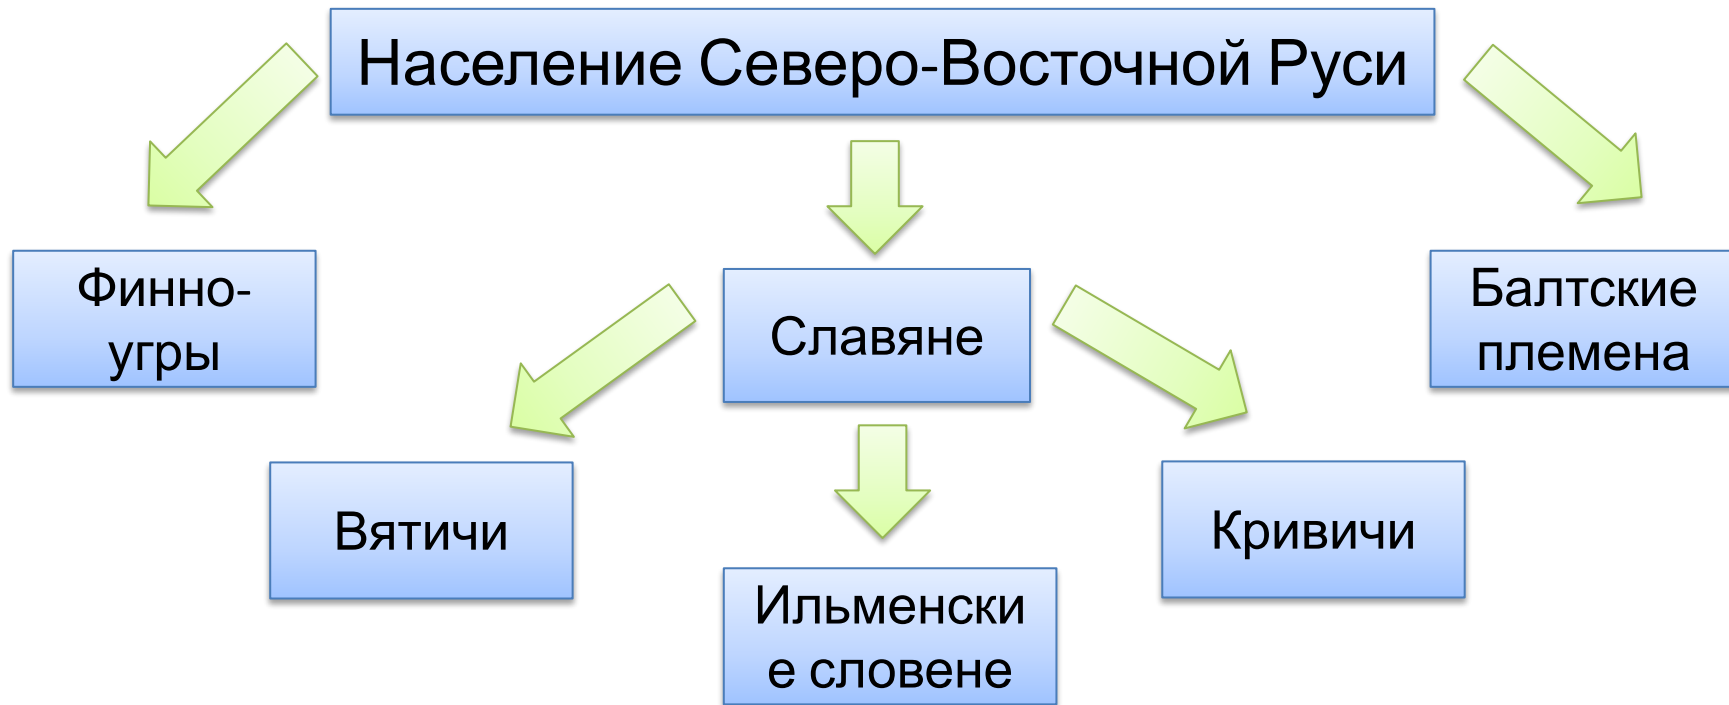 Население Северо-Восточной Руси
Финно-
угры
Славяне
Балтские
племена
Вятичи
Ильменски
е словене
Кривичи